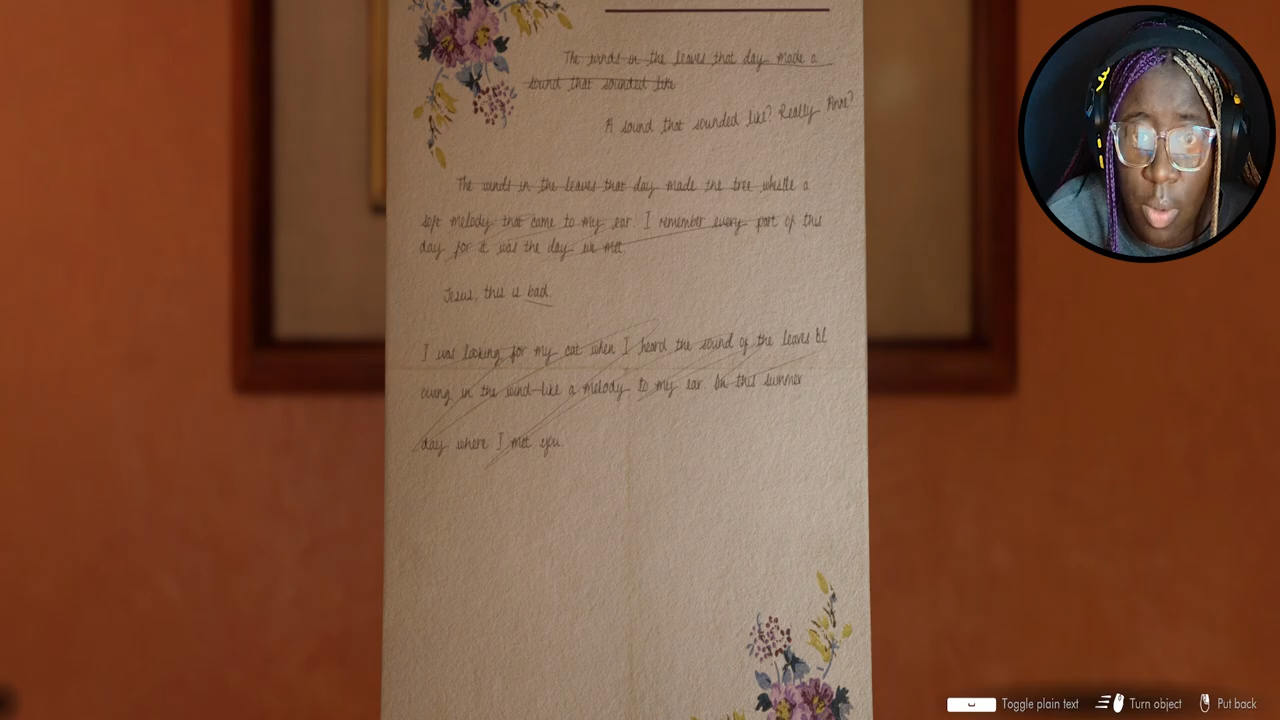 The winds in the leaves that day made a
sound that sounded like
A sound that sounded like? Really Anne?
The winds in the leaves that day made the tree whistle a
soft melody that came to my ear. I remember every part of this
day for it was the day we met.
Jesus, this is bad.
I was looking for my cat when I heard the sound of the leaves bl
owing in the wind like a melody to my ear. On this summer
day where I met you.
Toggle plain text
Turn object
Put back